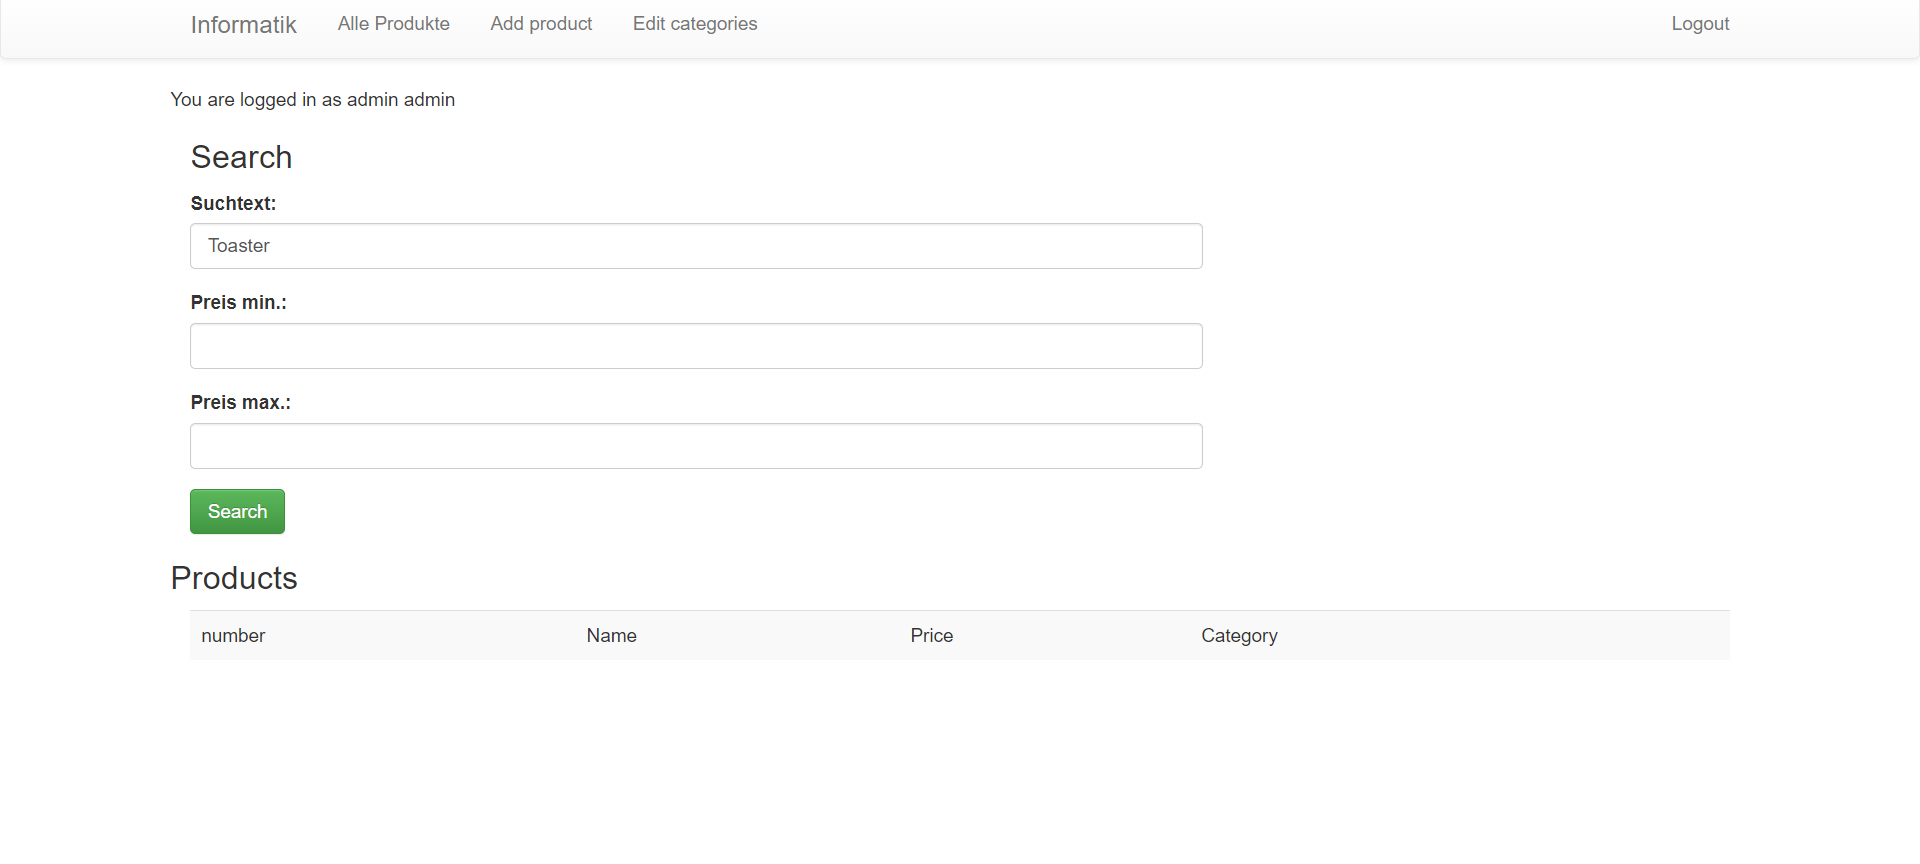 Informatik Alle Produkte Add product Edit categories Logout
You are logged in as admin admin
Search
Suchtext:
Toaster
Preis min.:
Preis max.:
Search
Products
number Name Price Category